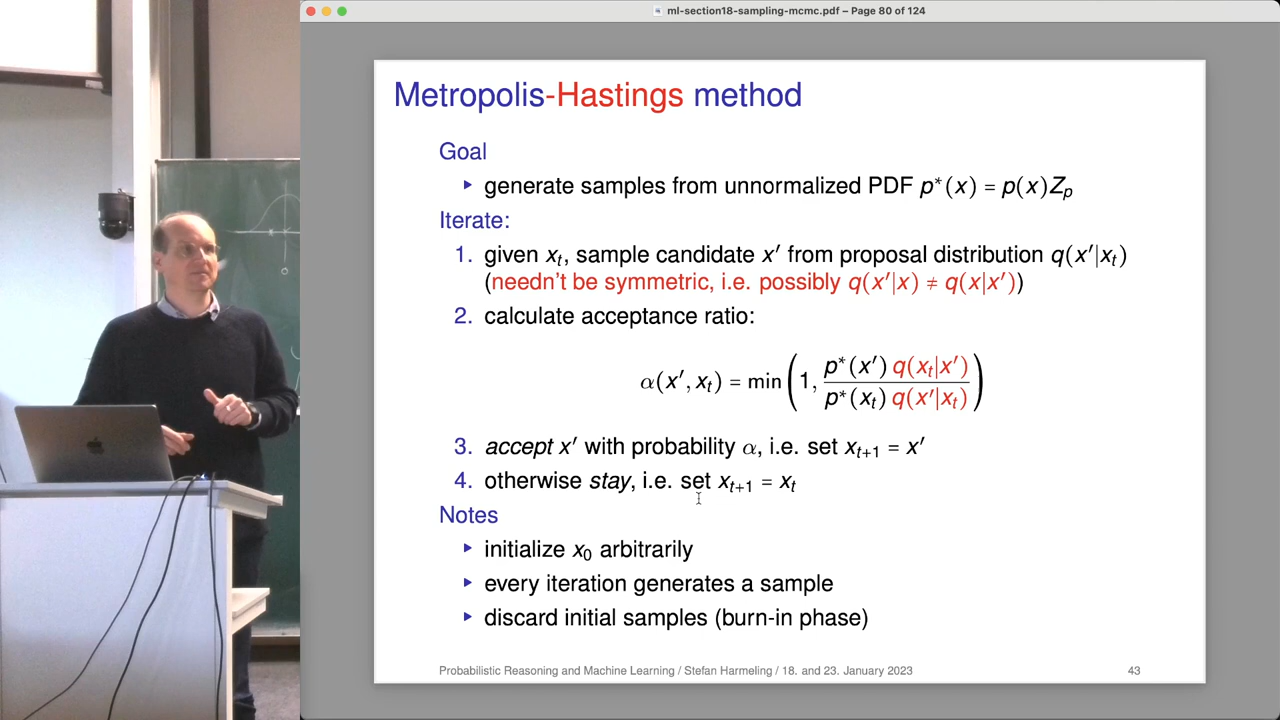 ml-section18-sampling-mcmc.pdf – Page 80 of 124
Metropolis-Hastings method
Goal
▸ generate samples from unnormalized PDF p*(x) = p(x)Z_p
Iterate:
1. given x_t, sample candidate x′ from proposal distribution q(x′|x_t)
(needn't be symmetric, i.e. possibly q(x′|x) ≠ q(x|x′))
2. calculate acceptance ratio:
α(x′, x_t) = min(1, p*(x′) q(x_t|x′) / p*(x_t) q(x′|x_t))
3. accept x′ with probability α, i.e. set x_{t+1} = x′
4. otherwise stay, i.e. set x_{t+1} = x_t
Notes
▸ initialize x_0 arbitrarily
▸ every iteration generates a sample
▸ discard initial samples (burn-in phase)
Probabilistic Reasoning and Machine Learning / Stefan Harmeling / 18. and 23. January 2023
43